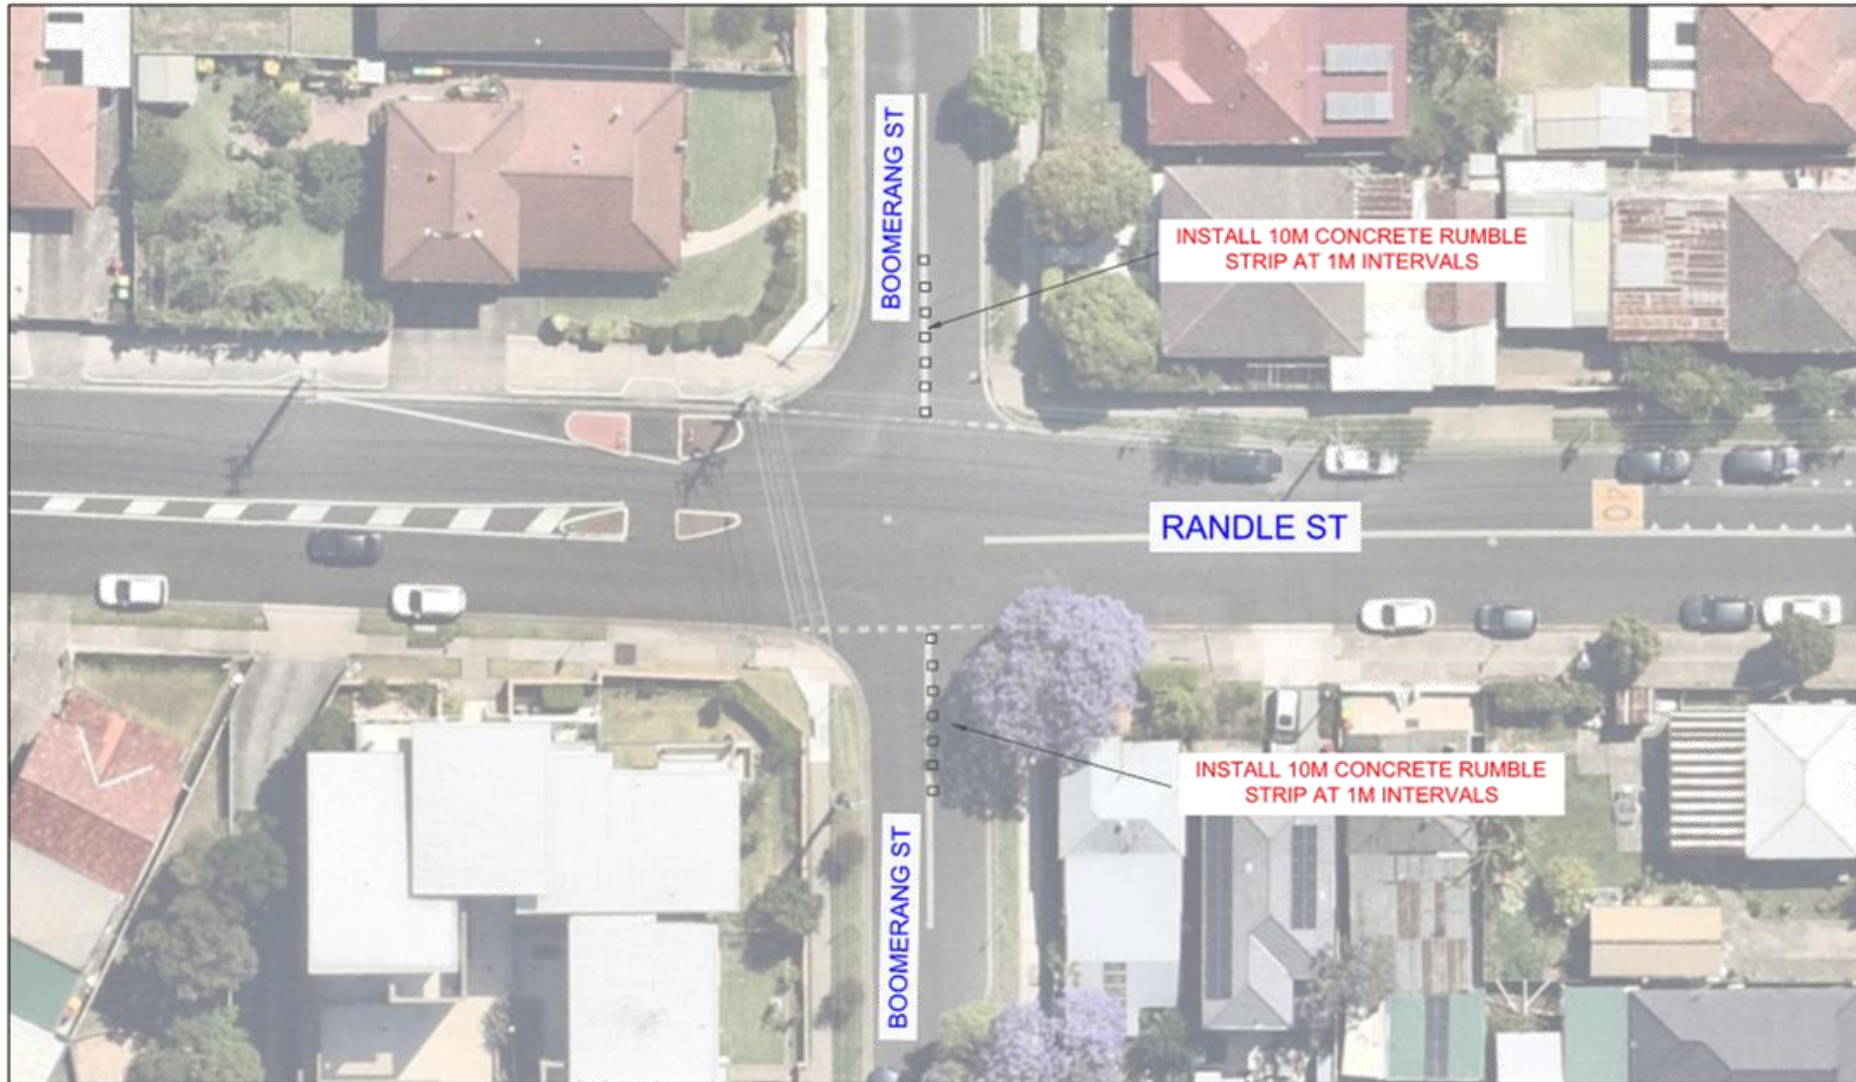 BOOMERANG ST
INSTALL 10M CONCRETE RUMBLE
STRIP AT 1M INTERVALS
40
RANDLE ST
INSTALL 10M CONCRETE RUMBLE
STRIP AT 1M INTERVALS
BOOMERANG ST